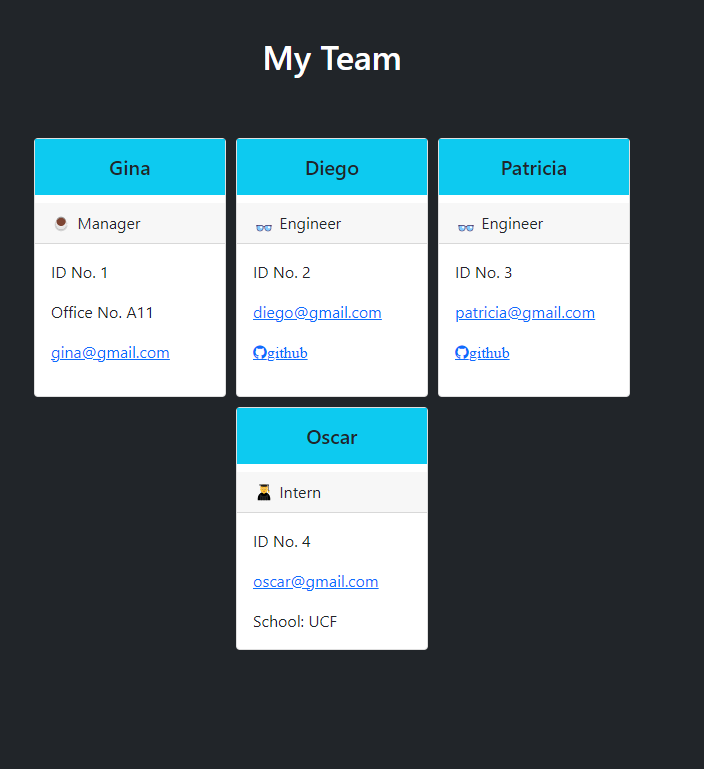 My Team
Gina
Manager
ID No. 1
Office No. A11
gina@gmail.com
Diego
Engineer
ID No. 2
diego@gmail.com
github
Patricia
Engineer
ID No. 3
patricia@gmail.com
github
Oscar
Intern
ID No. 4
oscar@gmail.com
School: UCF